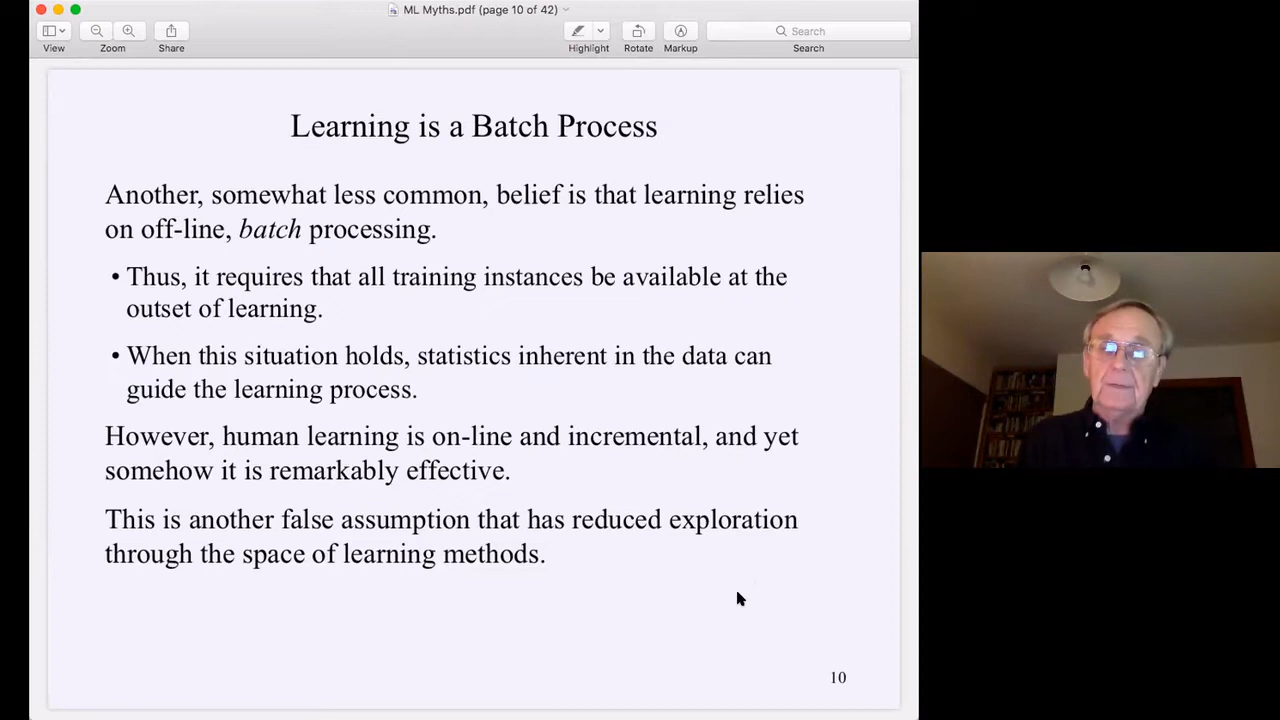 ML Myths.pdf (page 10 of 42)
View
Zoom
Share
Highlight
Rotate
Markup
Search
Search
Learning is a Batch Process
Another, somewhat less common, belief is that learning relies
on off-line, batch processing.
• Thus, it requires that all training instances be available at the
outset of learning.
• When this situation holds, statistics inherent in the data can
guide the learning process.
However, human learning is on-line and incremental, and yet
somehow it is remarkably effective.
This is another false assumption that has reduced exploration
through the space of learning methods.
10